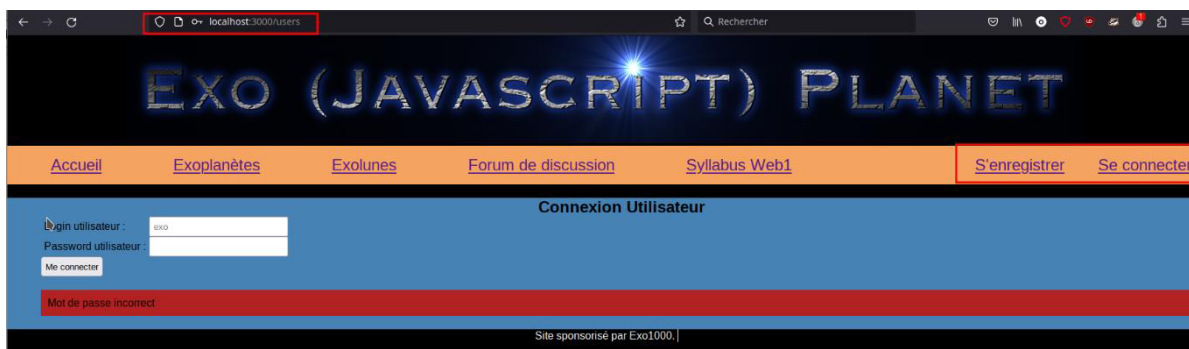 localhost:3000/users
Rechercher
EXO (JAVASCRIPT) PLANET
Accueil Exoplanètes Exolunes Forum de discussion Syllabus Web1 S'enregistrer Se connecter
Connexion Utilisateur
Login utilisateur : exo
Password utilisateur :
Me connecter
Mot de passe incorrect
Site sponsorisé par Exo1000.